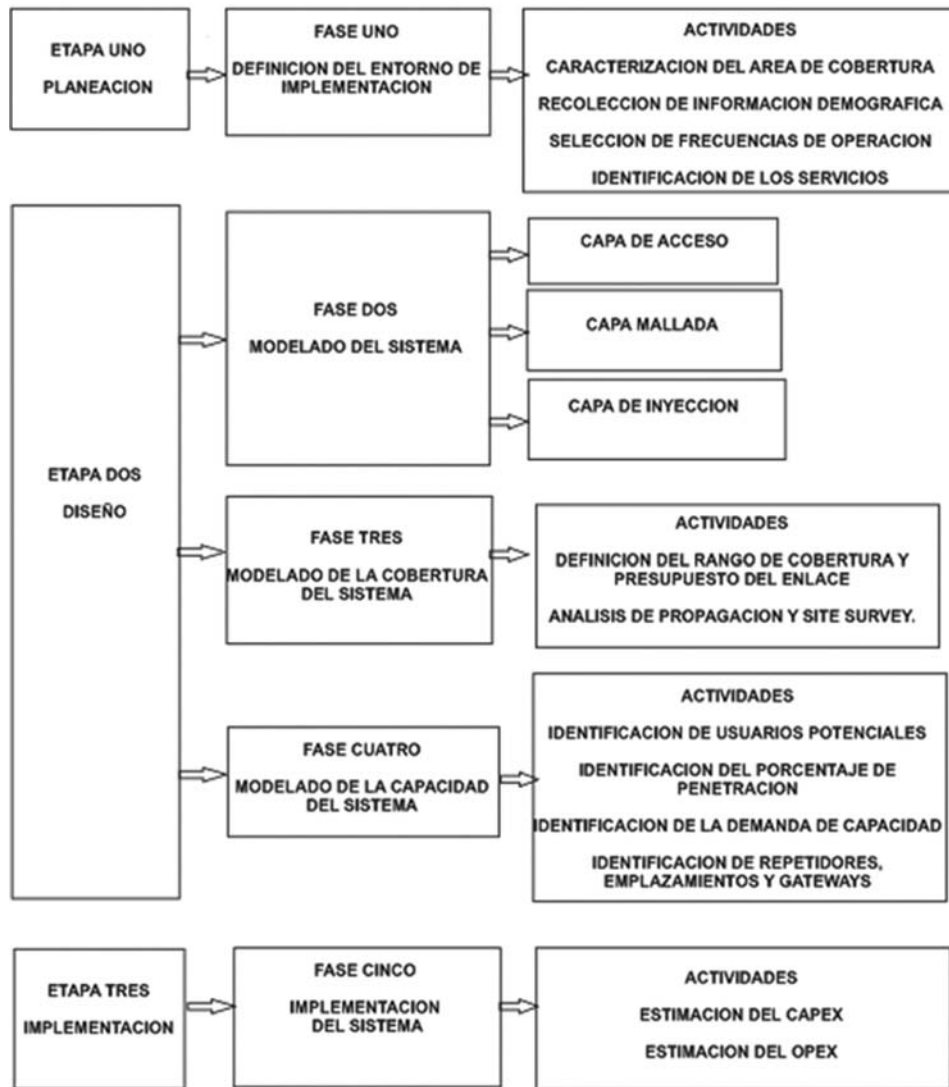 ETAPA UNO
PLANEACION
FASE UNO
DEFINICION DEL ENTORNO DE
IMPLEMENTACION
ACTIVIDADES
CARACTERIZACION DEL AREA DE COBERTURA
RECOLECCION DE INFORMACION DEMOGRAFICA
SELECCION DE FRECUENCIAS DE OPERACION
IDENTIFICACION DE LOS SERVICIOS
ETAPA DOS
DISEÑO
FASE DOS
MODELADO DEL SISTEMA
CAPA DE ACCESO
CAPA MALLADA
CAPA DE INYECCION
FASE TRES
MODELADO DE LA COBERTURA
DEL SISTEMA
ACTIVIDADES
DEFINICION DEL RANGO DE COBERTURA Y
PRESUPUESTO DEL ENLACE
ANALISIS DE PROPAGACION Y SITE SURVEY.
FASE CUATRO
MODELADO DE LA CAPACIDAD
DEL SISTEMA
ACTIVIDADES
IDENTIFICACION DE USUARIOS POTENCIALES
IDENTIFICACION DEL PORCENTAJE DE
PENETRACION
IDENTIFICACION DE LA DEMANDA DE CAPACIDAD
IDENTIFICACION DE REPETIDORES,
EMPLAZAMIENTOS Y GATEWAYS
ETAPA TRES
IMPLEMENTACION
FASE CINCO
IMPLEMENTACION
DEL SISTEMA
ACTIVIDADES
ESTIMACION DEL CAPEX
ESTIMACION DEL OPEX